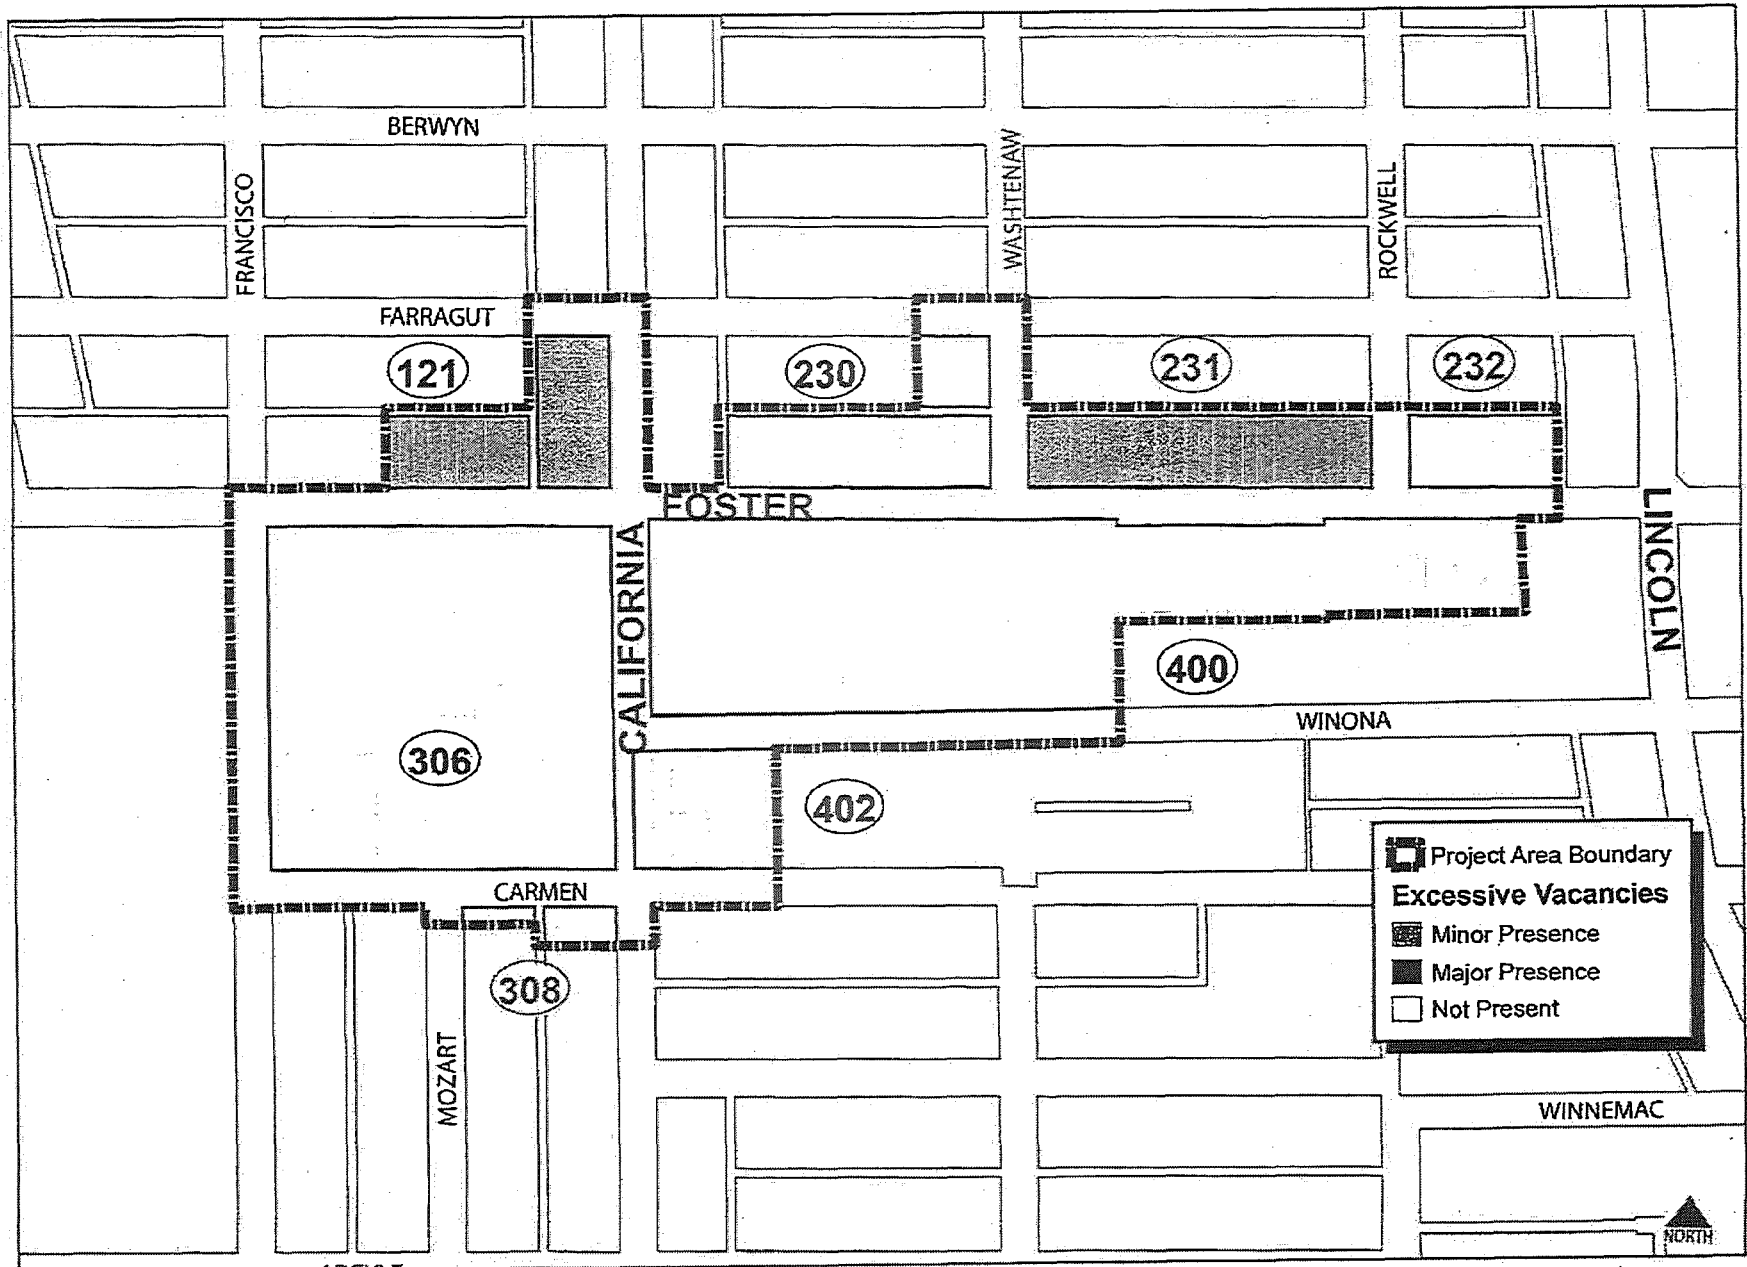 BERWYN
FRANCISCO
WASHTENAW
ROCKWELL
FARRAGUT
121
230
231
232
FOSTER
CALIFORNIA
LINCOLN
400
WINONA
306
402
CARMEN
308
MOZART
Project Area Boundary
Excessive Vacancies
Minor Presence
Major Presence
Not Present
WINNEMAC
NORTH